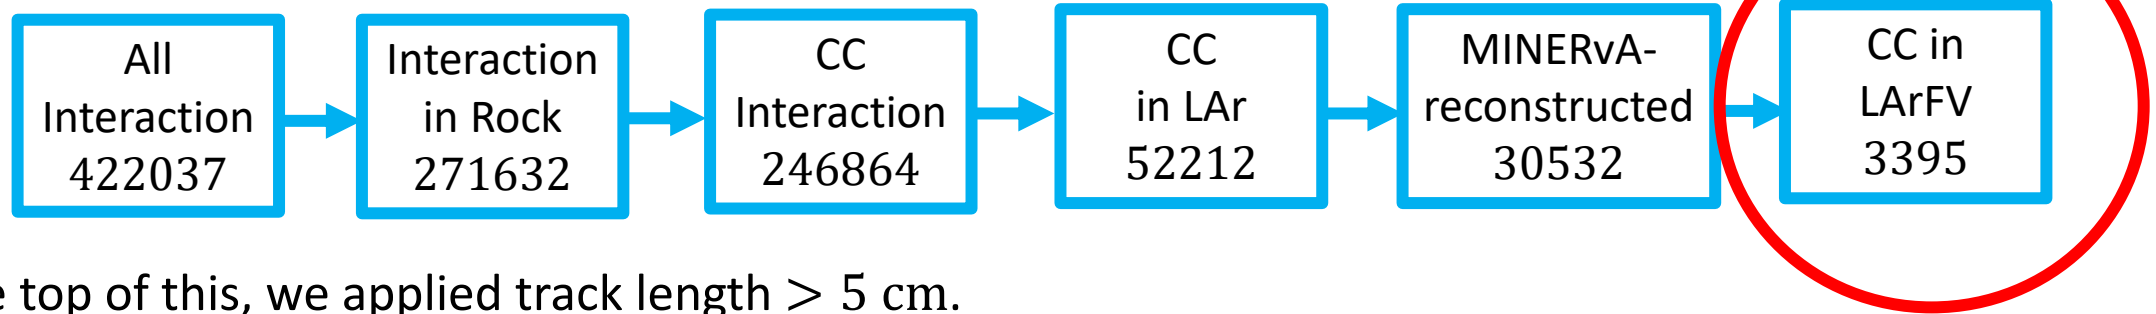 All
Interaction
422037
Interaction
in Rock
271632
CC
Interaction
246864
CC
in LAr
52212
MINERvA-
reconstructed
30532
CC in
LArFV
3395
e top of this, we applied track length > 5 cm.